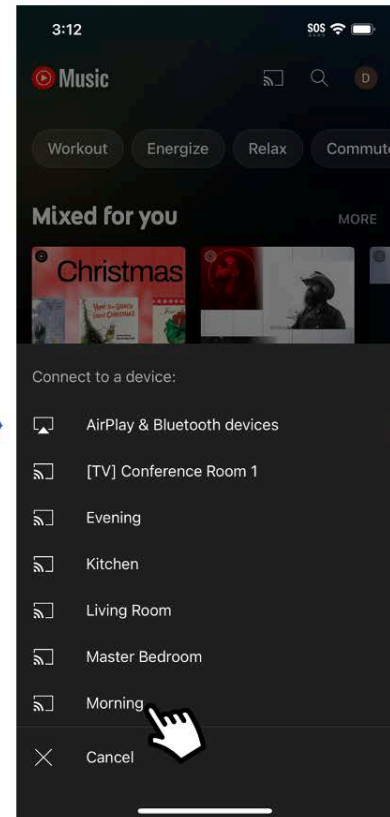 3:12
SOS
Music
D
Workout Energize Relax Commute
Mixed for you
MORE
Christmas
Connect to a device:
AirPlay & Bluetooth devices
[TV] Conference Room 1
Evening
Kitchen
Living Room
Master Bedroom
Morning
Cancel